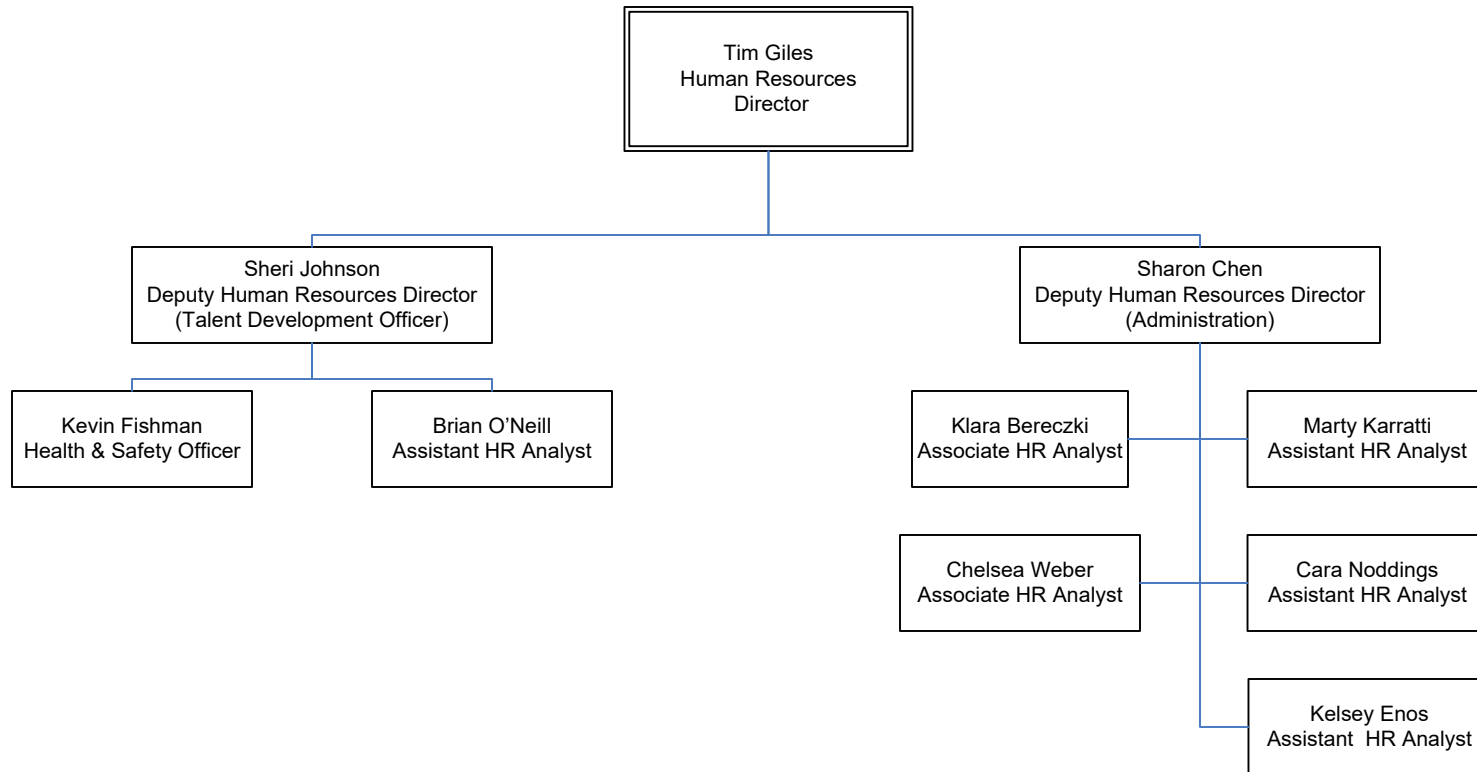 Tim Giles
Human Resources
Director
Sheri Johnson
Deputy Human Resources Director
(Talent Development Officer)
Sharon Chen
Deputy Human Resources Director
(Administration)
Kevin Fishman
Health & Safety Officer
Brian O’Neill
Assistant HR Analyst
Klara Bereczki
Associate HR Analyst
Marty Karratti
Assistant HR Analyst
Chelsea Weber
Associate HR Analyst
Cara Noddings
Assistant HR Analyst
Kelsey Enos
Assistant  HR Analyst